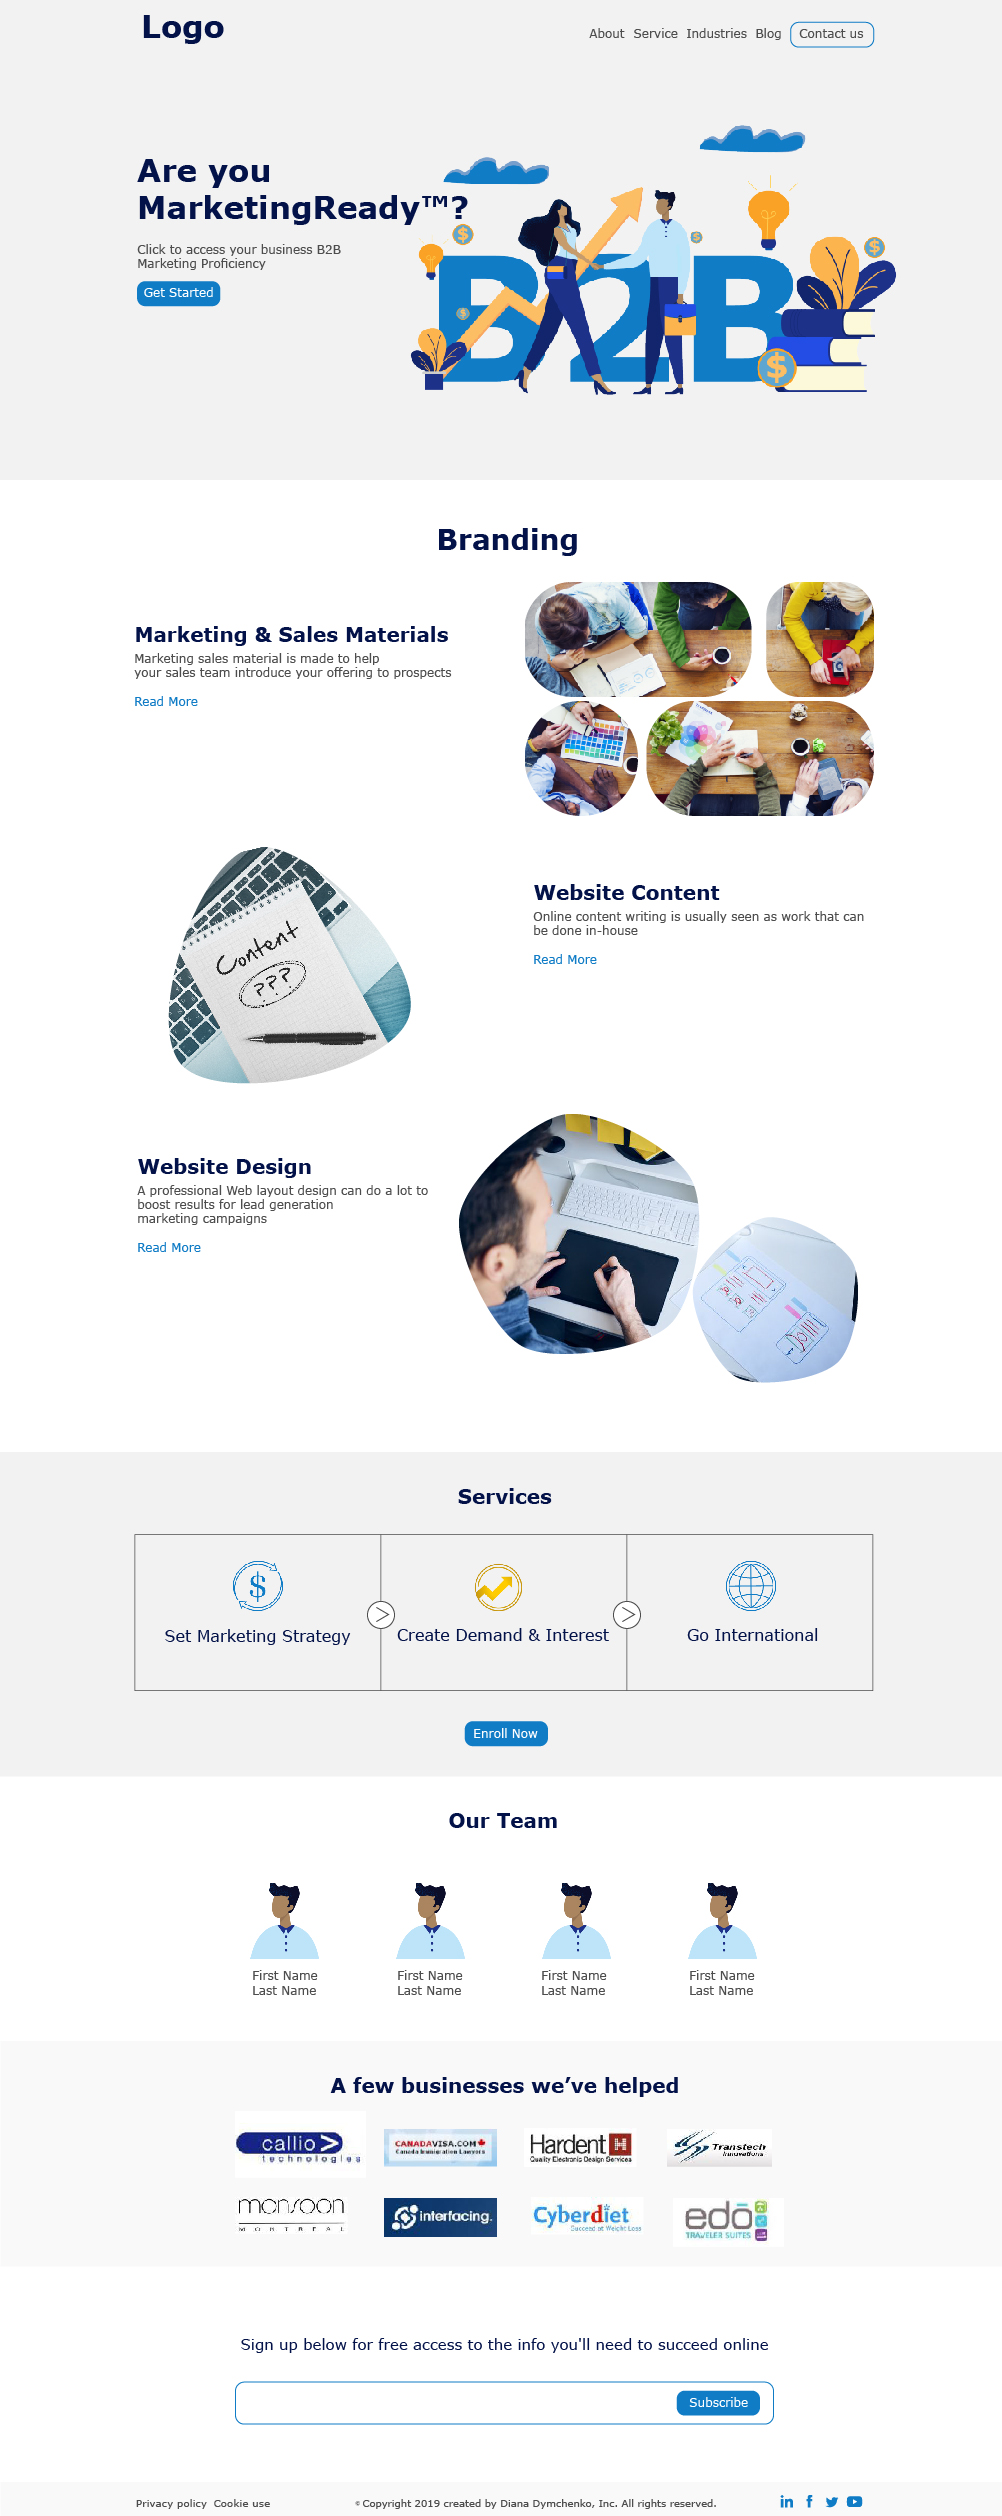 Logo
About Service Industries Blog Contact us
Are you
MarketingReady™?
Click to access your business B2B
Marketing Proficiency
Get Started
B2B
$
$
$
$
$
Branding
Marketing & Sales Materials
Marketing sales material is made to help
your sales team introduce your offering to prospects
Read More
Content
???
Website Content
Online content writing is usually seen as work that can
be done in-house
Read More
Website Design
A professional Web layout design can do a lot to
boost results for lead generation
marketing campaigns
Read More
Services
$
Set Marketing Strategy
>
Create Demand & Interest
>
Go International
Enroll Now
Our Team
First Name
Last Name
First Name
Last Name
First Name
Last Name
First Name
Last Name
A few businesses we’ve helped
callio
technologies
CANADAVISA.COM
Canada Immigration Lawyers
Hardent H
Quality Electronic Design Services
Transtech
Innovations
monsoon
MONTREAL
interfacing.
Cyberdiet
Succeed at Weight Loss
edō
TRAVELER SUITES
Sign up below for free access to the info you'll need to succeed online
Subscribe
Privacy policy Cookie use
© Copyright 2019 created by Diana Dymchenko, Inc. All rights reserved.
in f